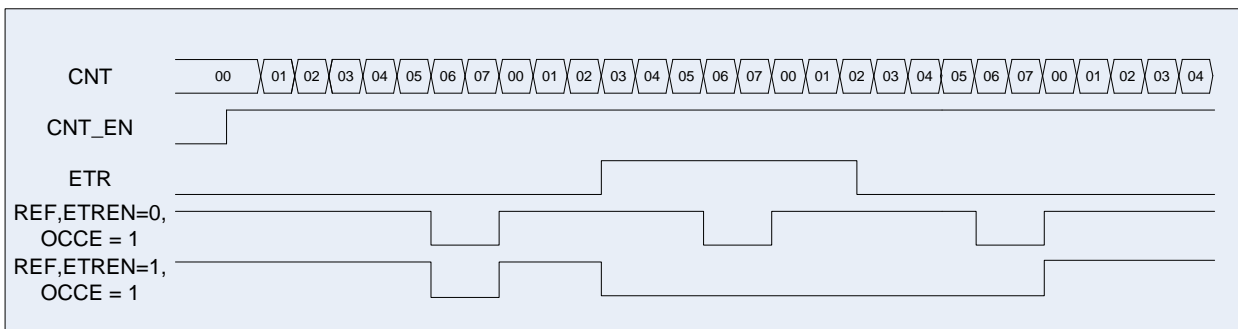 CNT 00 01 02 03 04 05 06 07 00 01 02 03 04 05 06 07 00 01 02 03 04 05 06 07 00 01 02 03 04
CNT_EN
ETR
REF,ETREN=0,
OCCE = 1
REF,ETREN=1,
OCCE = 1